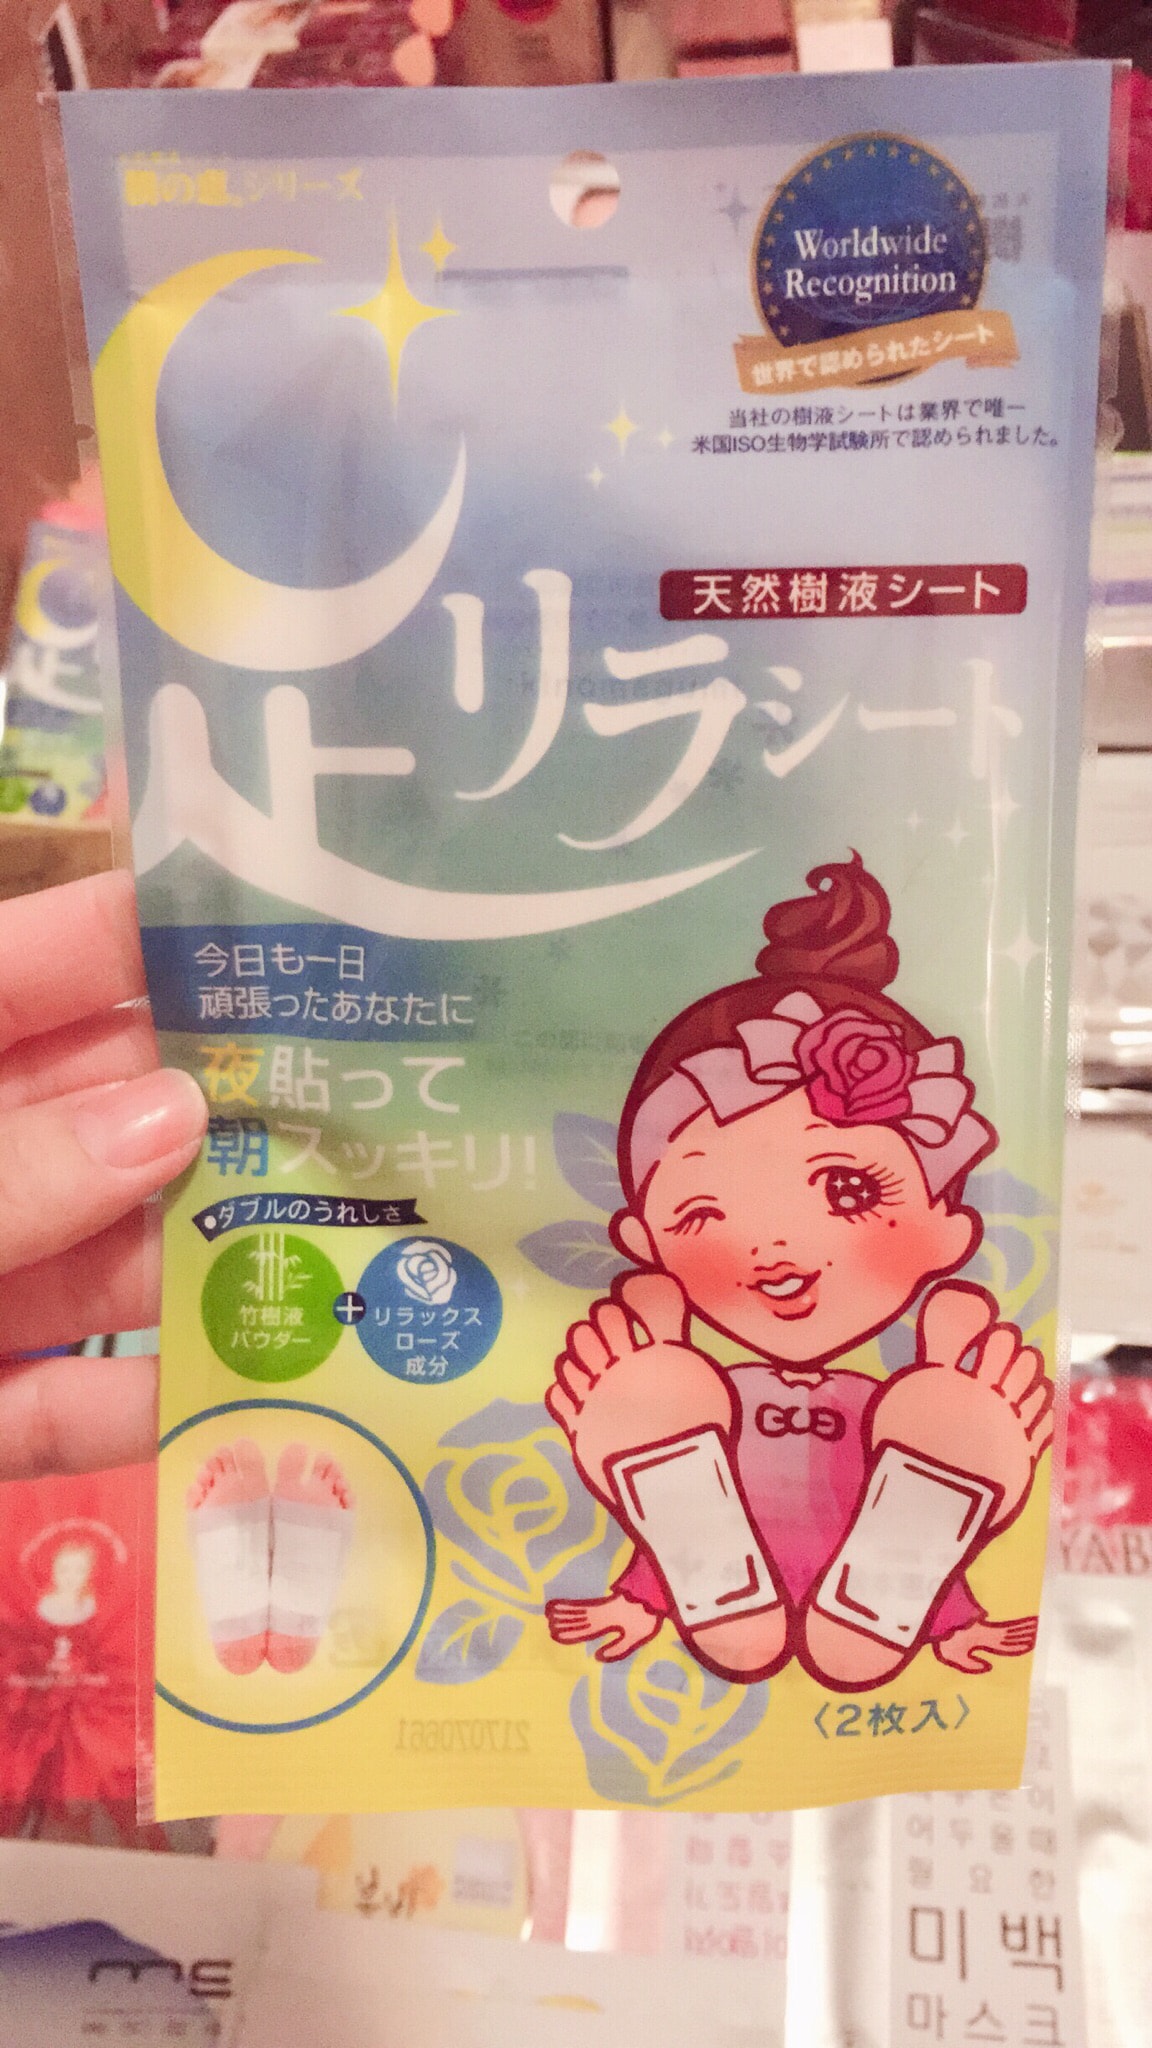 シリーズ
Worldwide
Recognition
世界で認められたシート
当社の樹液シートは業界で唯一
米国ISO生物学試験所で認められました。
天然樹液シート
足リラシート
今日も一日
頑張ったあなたに
夜貼って
朝スッキリ!
ダブルのうれしさ
竹樹液
パウダー
+
リラックス
ローズ
成分
〈2枚入〉
217070661
YAB
미백
마스크